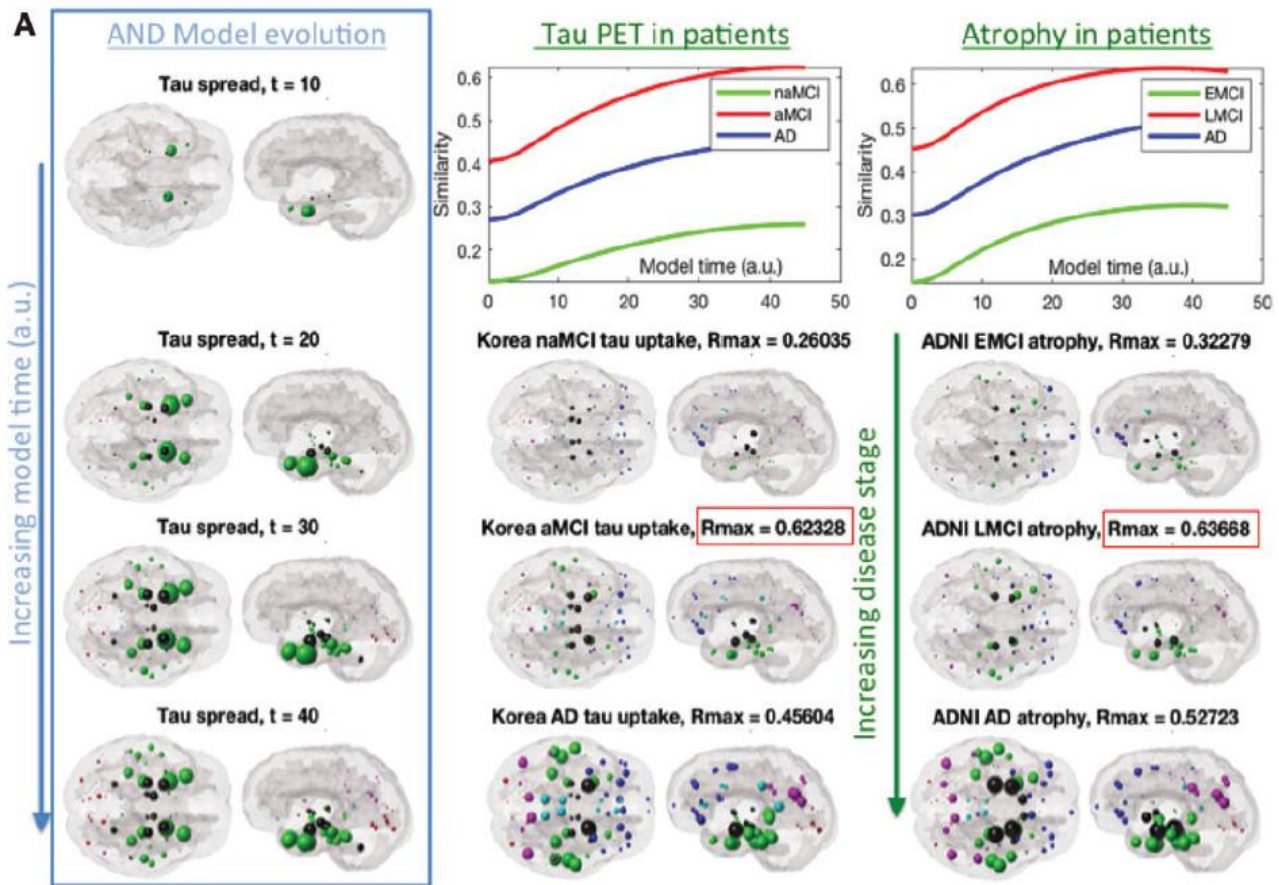 A
AND Model evolution
Tau PET in patients
Atrophy in patients
Tau spread, t = 10
Similarity
0.6
0.5
0.4
0.3
0.2
naMCI
aMCI
AD
Model time (a.u.)
0 10 20 30 40 50
Similarity
0.6
0.5
0.4
0.3
0.2
EMCI
LMCI
AD
Model time (a.u.)
0 10 20 30 40 50
Increasing model time (a.u.)
Tau spread, t = 20
Korea naMCI tau uptake, Rmax = 0.26035
ADNI EMCI atrophy, Rmax = 0.32279
Increasing disease stage
Tau spread, t = 30
Korea aMCI tau uptake, Rmax = 0.62328
ADNI LMCI atrophy, Rmax = 0.63668
Tau spread, t = 40
Korea AD tau uptake, Rmax = 0.45604
ADNI AD atrophy, Rmax = 0.52723